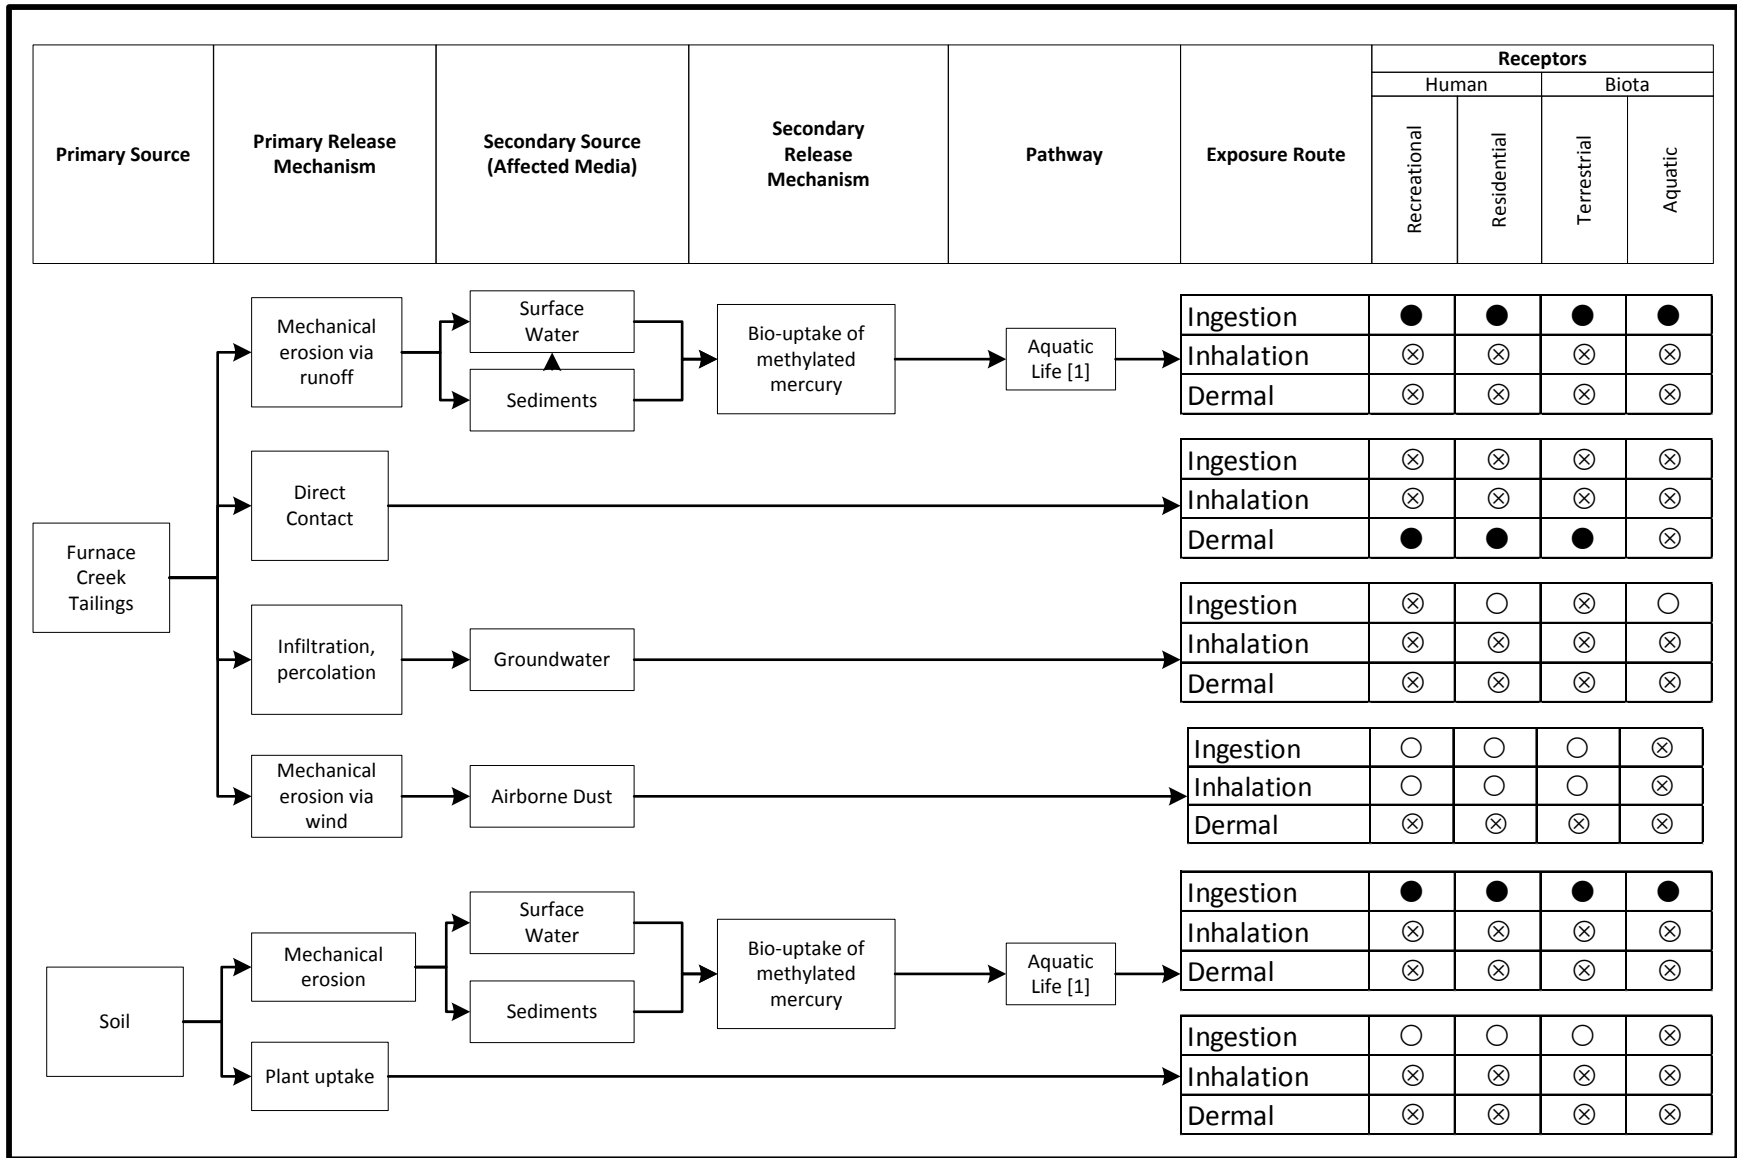 Receptors
Human
Biota
Primary Source
Primary Release
Mechanism
Secondary Source
(Affected Media)
Secondary
Release
Mechanism
Pathway
Exposure Route
Recreational
Residential
Terrestrial
Aquatic
Mechanical
erosion via
runoff
Surface
Water
Sediments
Bio-uptake of
methylated
mercury
Aquatic
Life [1]
Ingestion
Inhalation
Dermal
Direct
Contact
Ingestion
Inhalation
Dermal
Furnace
Creek
Tailings
Infiltration,
percolation
Groundwater
Ingestion
Inhalation
Dermal
Mechanical
erosion via
wind
Airborne Dust
Ingestion
Inhalation
Dermal
Soil
Mechanical
erosion
Surface
Water
Sediments
Bio-uptake of
methylated
mercury
Aquatic
Life [1]
Ingestion
Inhalation
Dermal
Plant uptake
Ingestion
Inhalation
Dermal